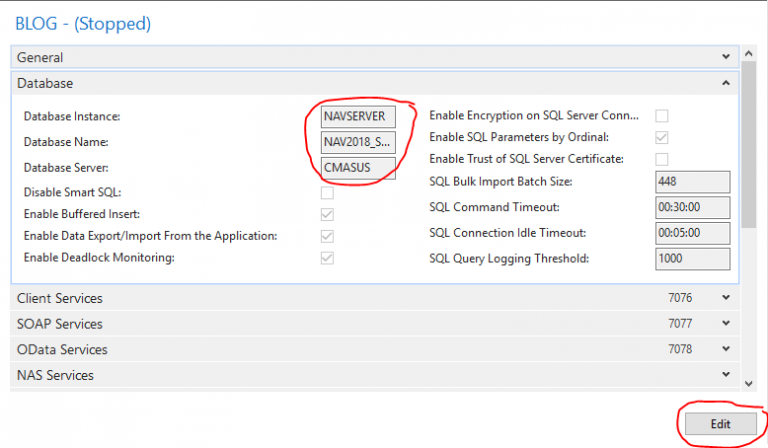 BLOG - (Stopped)
General
Database
Database Instance: NAVSERVER
Database Name: NAV2018_S...
Database Server: CMASUS
Disable Smart SQL:
Enable Buffered Insert:
Enable Data Export/Import From the Application:
Enable Deadlock Monitoring:
Enable Encryption on SQL Server Conn...
Enable SQL Parameters by Ordinal:
Enable Trust of SQL Server Certificate:
SQL Bulk Import Batch Size: 448
SQL Command Timeout: 00:30:00
SQL Connection Idle Timeout: 00:05:00
SQL Query Logging Threshold: 1000
Client Services 7076
SOAP Services 7077
OData Services 7078
NAS Services
Edit